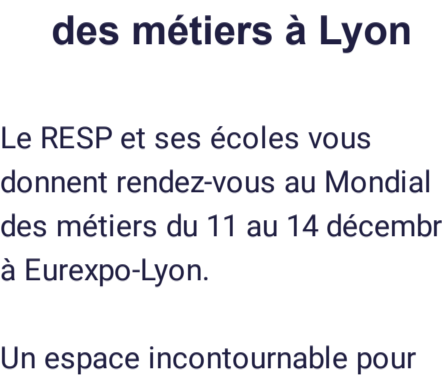 des métiers à Lyon
Le RESP et ses écoles vous
donnent rendez-vous au Mondial
des métiers du 11 au 14 décembr
à Eurexpo-Lyon.
Un espace incontournable pour